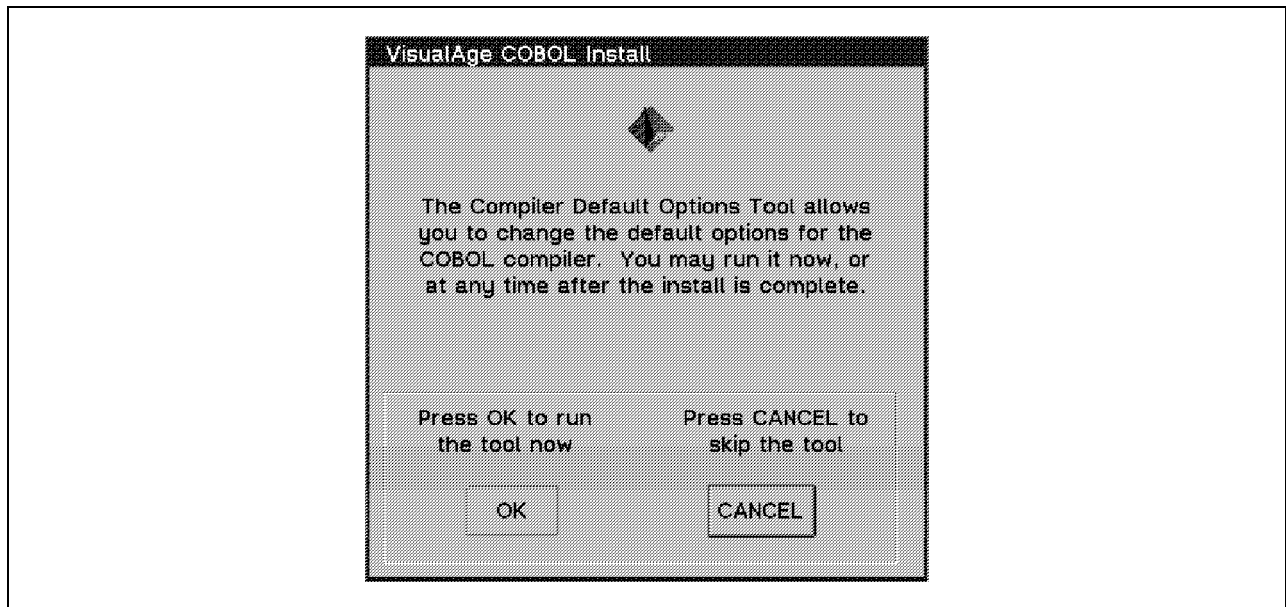 VisualAge COBOL Install
The Compiler Default Options Tool allows
you to change the default options for the
COBOL compiler.  You may run it now, or
at any time after the install is complete.
Press OK to run
the tool now
Press CANCEL to
skip the tool
OK
CANCEL